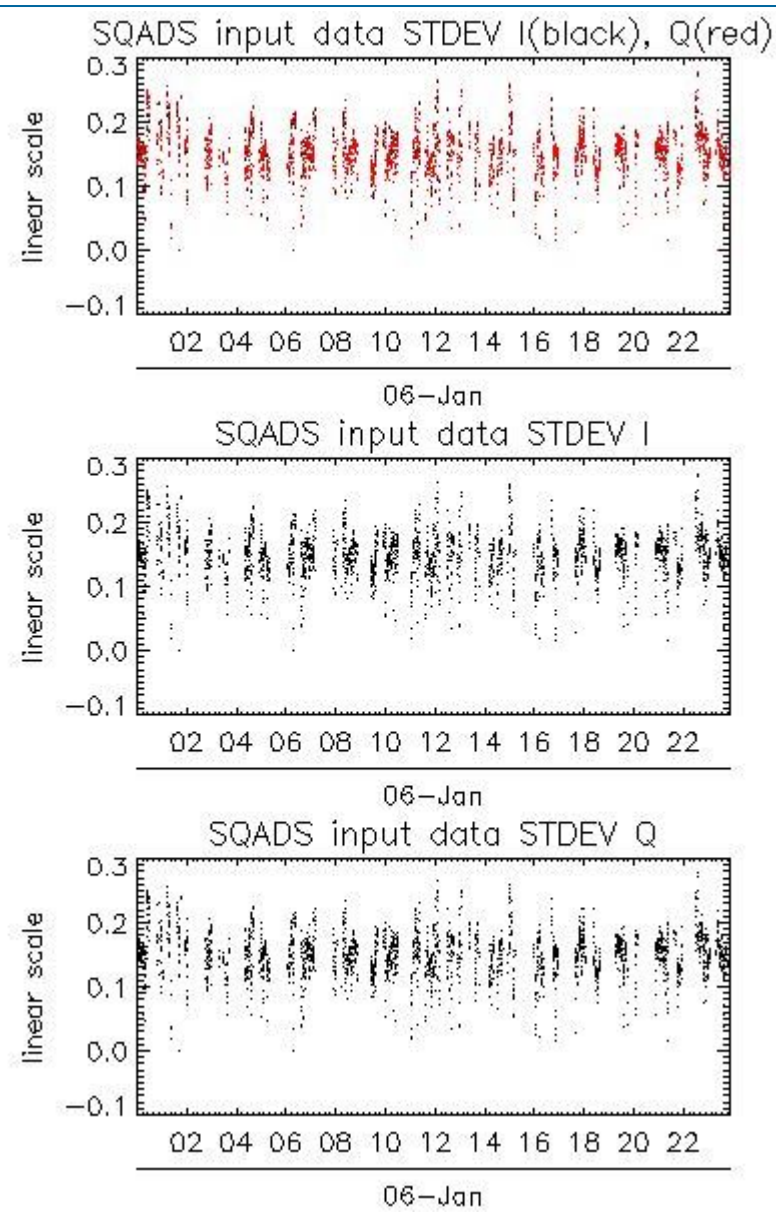 SQADS input data STDEV I(black), Q(red)
0.3
0.2
0.1
0.0
−0.1
linear scale
02 04 06 08 10 12 14 16 18 20 22
06−Jan
SQADS input data STDEV I
0.3
0.2
0.1
0.0
−0.1
linear scale
02 04 06 08 10 12 14 16 18 20 22
06−Jan
SQADS input data STDEV Q
0.3
0.2
0.1
0.0
−0.1
linear scale
02 04 06 08 10 12 14 16 18 20 22
06−Jan